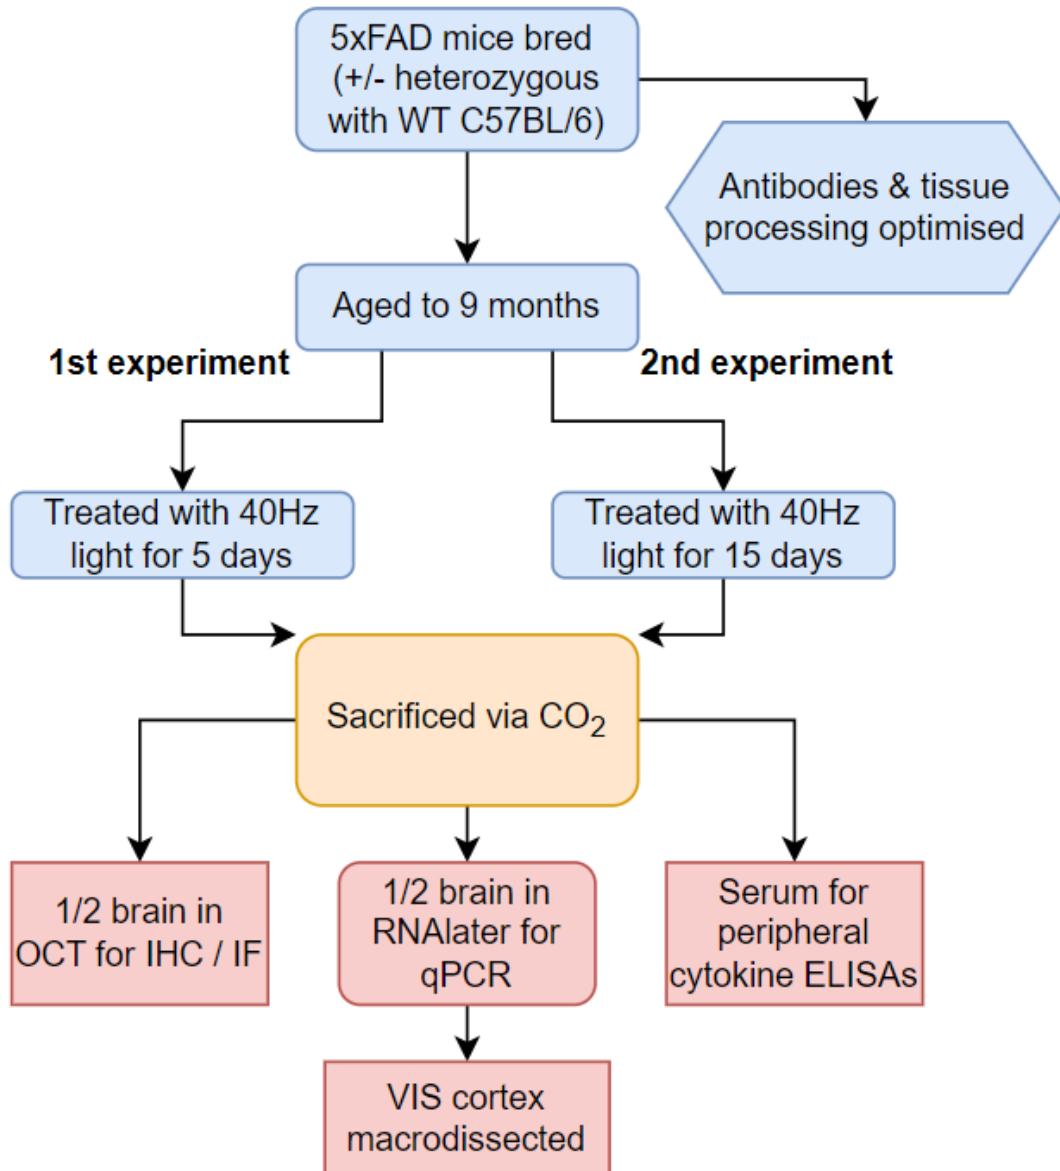 5xFAD mice bred
(+/- heterozygous
with WT C57BL/6)
Antibodies & tissue
processing optimised
Aged to 9 months
1st experiment
2nd experiment
Treated with 40Hz
light for 5 days
Treated with 40Hz
light for 15 days
Sacrificed via CO₂
1/2 brain in
OCT for IHC / IF
1/2 brain in
RNAlater for
qPCR
Serum for
peripheral
cytokine ELISAs
VIS cortex
macrodissected